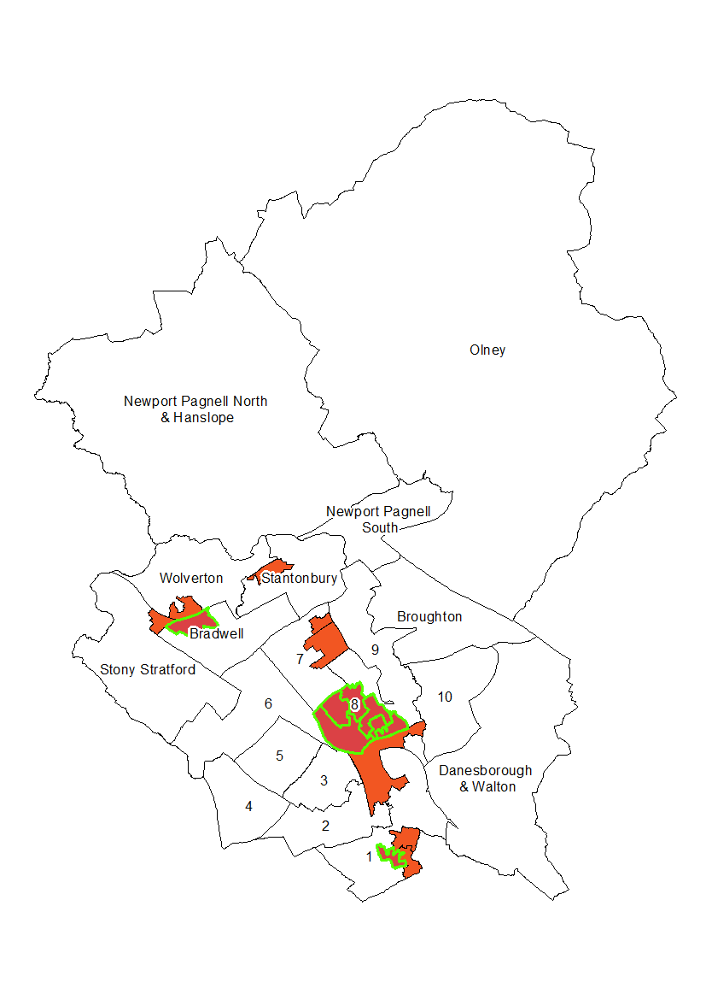 Olney
Newport Pagnell North
& Hanslope
Newport Pagnell
South
Wolverton
Stantonbury
Broughton
Bradwell
9
7
Stony Stratford
10
6
8
5
Danesborough
& Walton
3
4
2
1